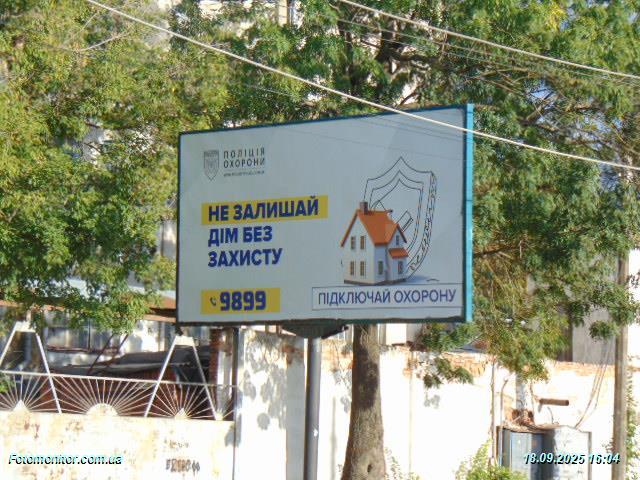 ПОЛІЦІЯ
ОХОРОНИ
НЕ ЗАЛИШАЙ
ДІМ БЕЗ
ЗАХИСТУ
9899
ПІДКЛЮЧАЙ ОХОРОНУ
Fotomonitor.com.ua
18.09.2025 16:04